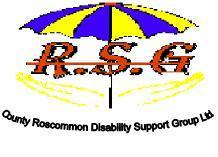 R.S.G
County Roscommon Disability Support Group Ltd.